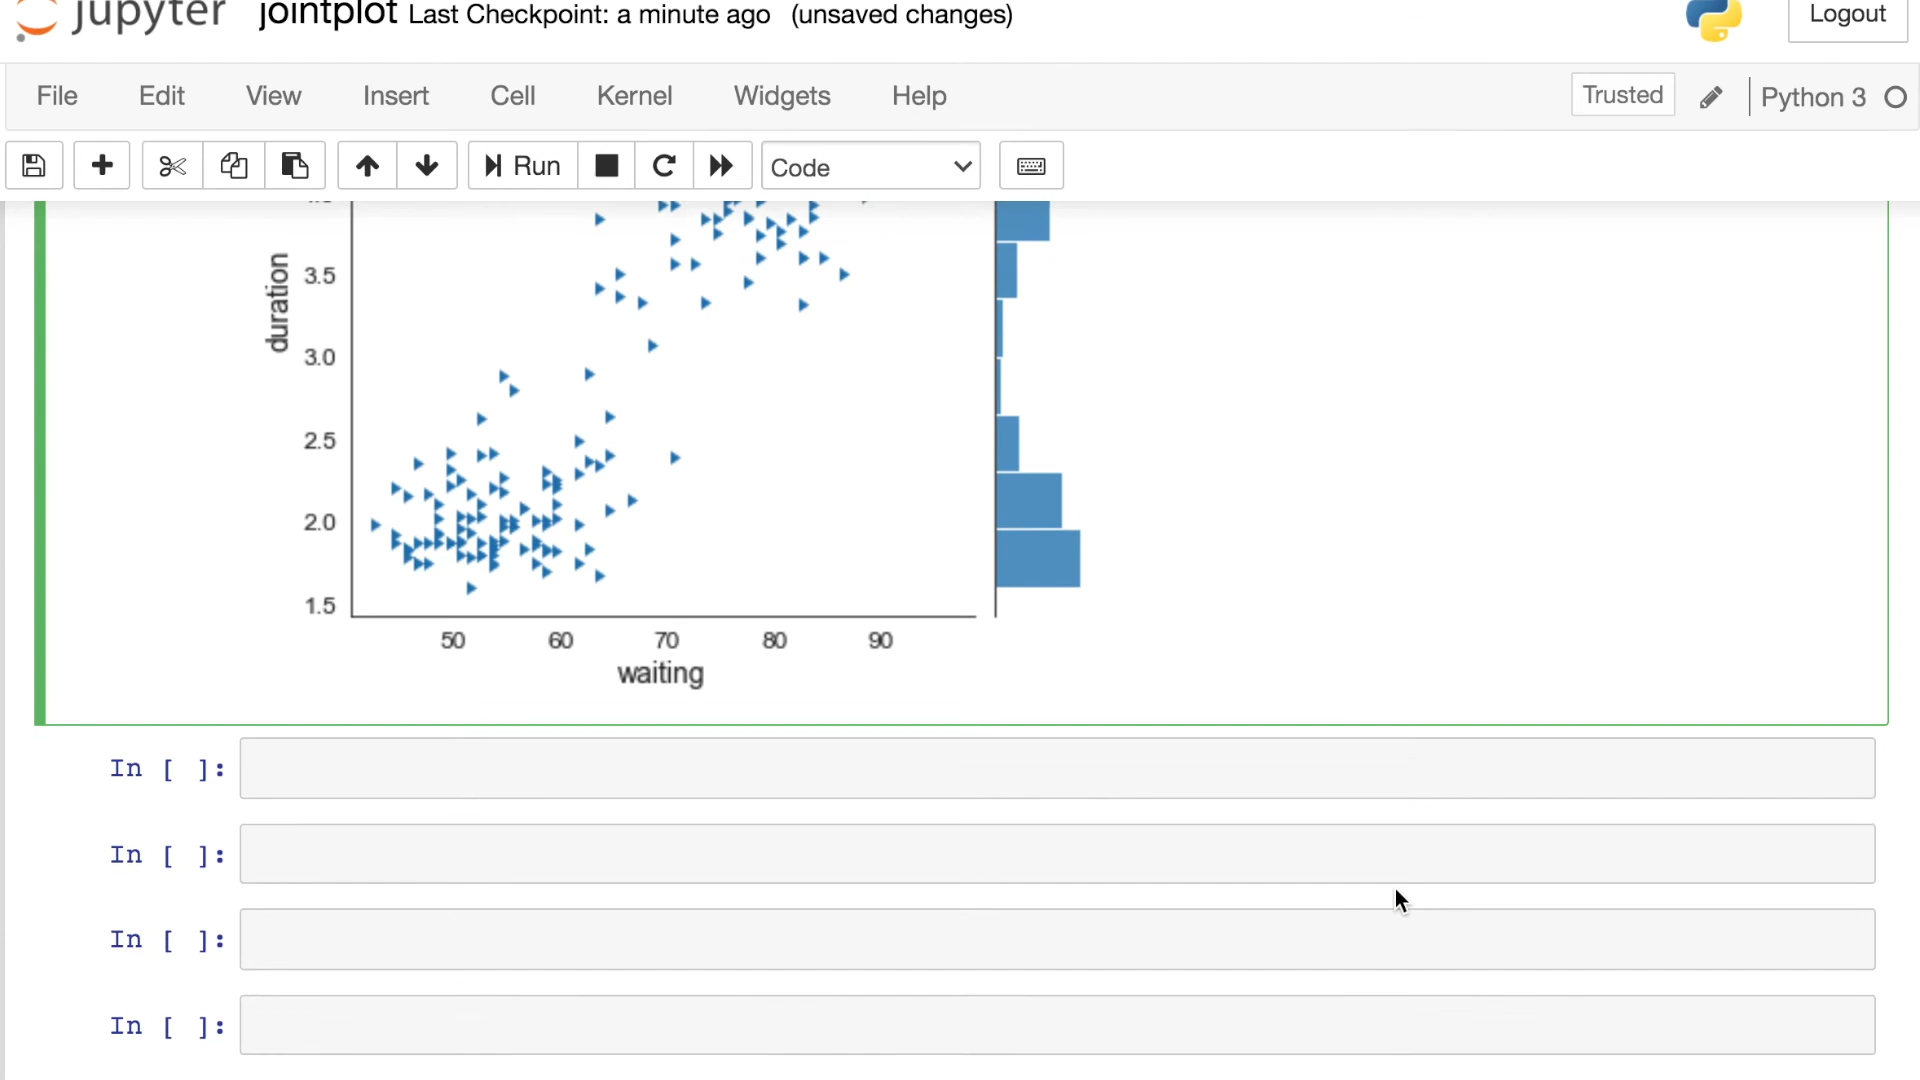 jupyter jointplot Last Checkpoint: a minute ago (unsaved changes) Logout
File Edit View Insert Cell Kernel Widgets Help Trusted Python 3
Run Code
duration
3.5
3.0
2.5
2.0
1.5
50 60 70 80 90
waiting
In [ ]:
In [ ]:
In [ ]:
In [ ]: